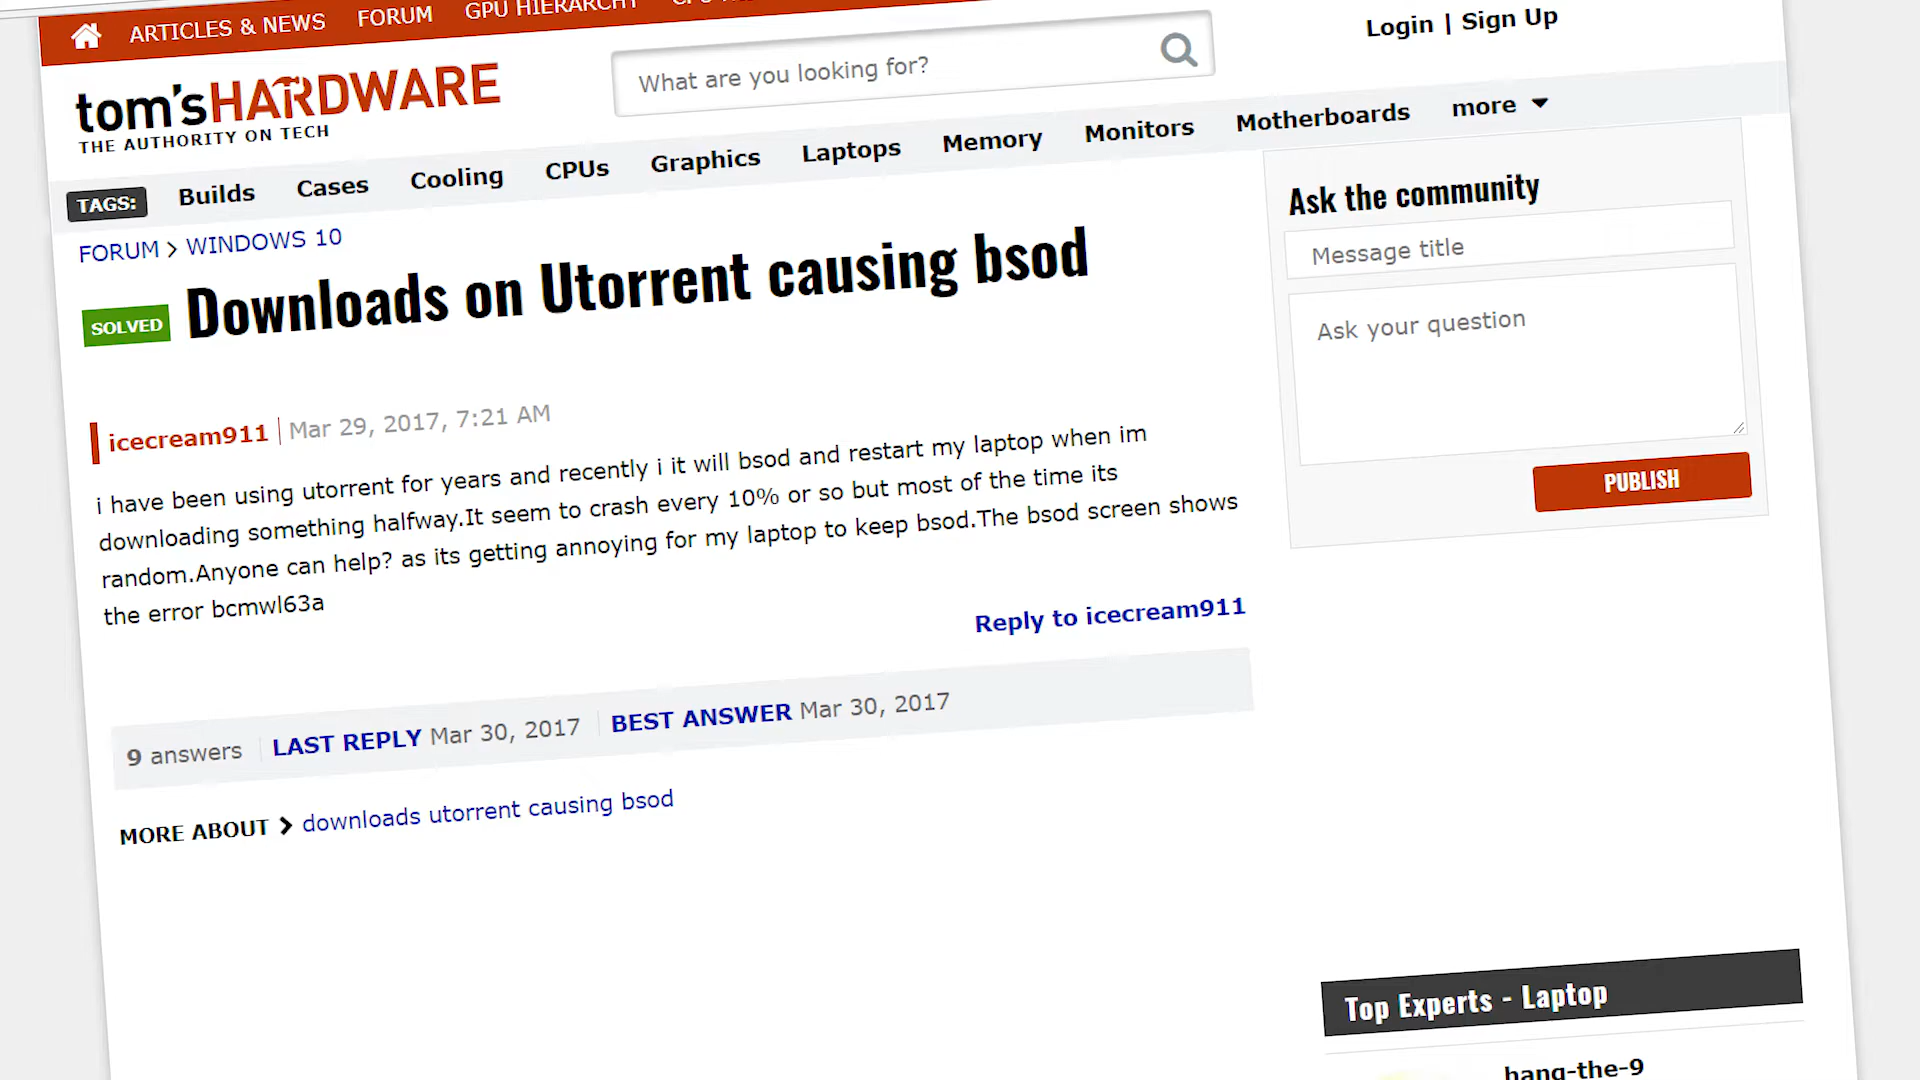 ARTICLES & NEWS FORUM GPU HIERARCHY
tom'sHARDWARE
THE AUTHORITY ON TECH
What are you looking for?
Login | Sign Up
TAGS: Builds Cases Cooling CPUs Graphics Laptops Memory Monitors Motherboards more
FORUM > WINDOWS 10
SOLVED Downloads on Utorrent causing bsod
icecream911 Mar 29, 2017, 7:21 AM
i have been using utorrent for years and recently i it will bsod and restart my laptop when im
downloading something halfway.It seem to crash every 10% or so but most of the time its
random.Anyone can help? as its getting annoying for my laptop to keep bsod.The bsod screen shows
the error bcmwl63a
Reply to icecream911
9 answers LAST REPLY Mar 30, 2017 BEST ANSWER Mar 30, 2017
MORE ABOUT > downloads utorrent causing bsod
Ask the community
Message title
Ask your question
PUBLISH
Top Experts - Laptop
hang-the-9